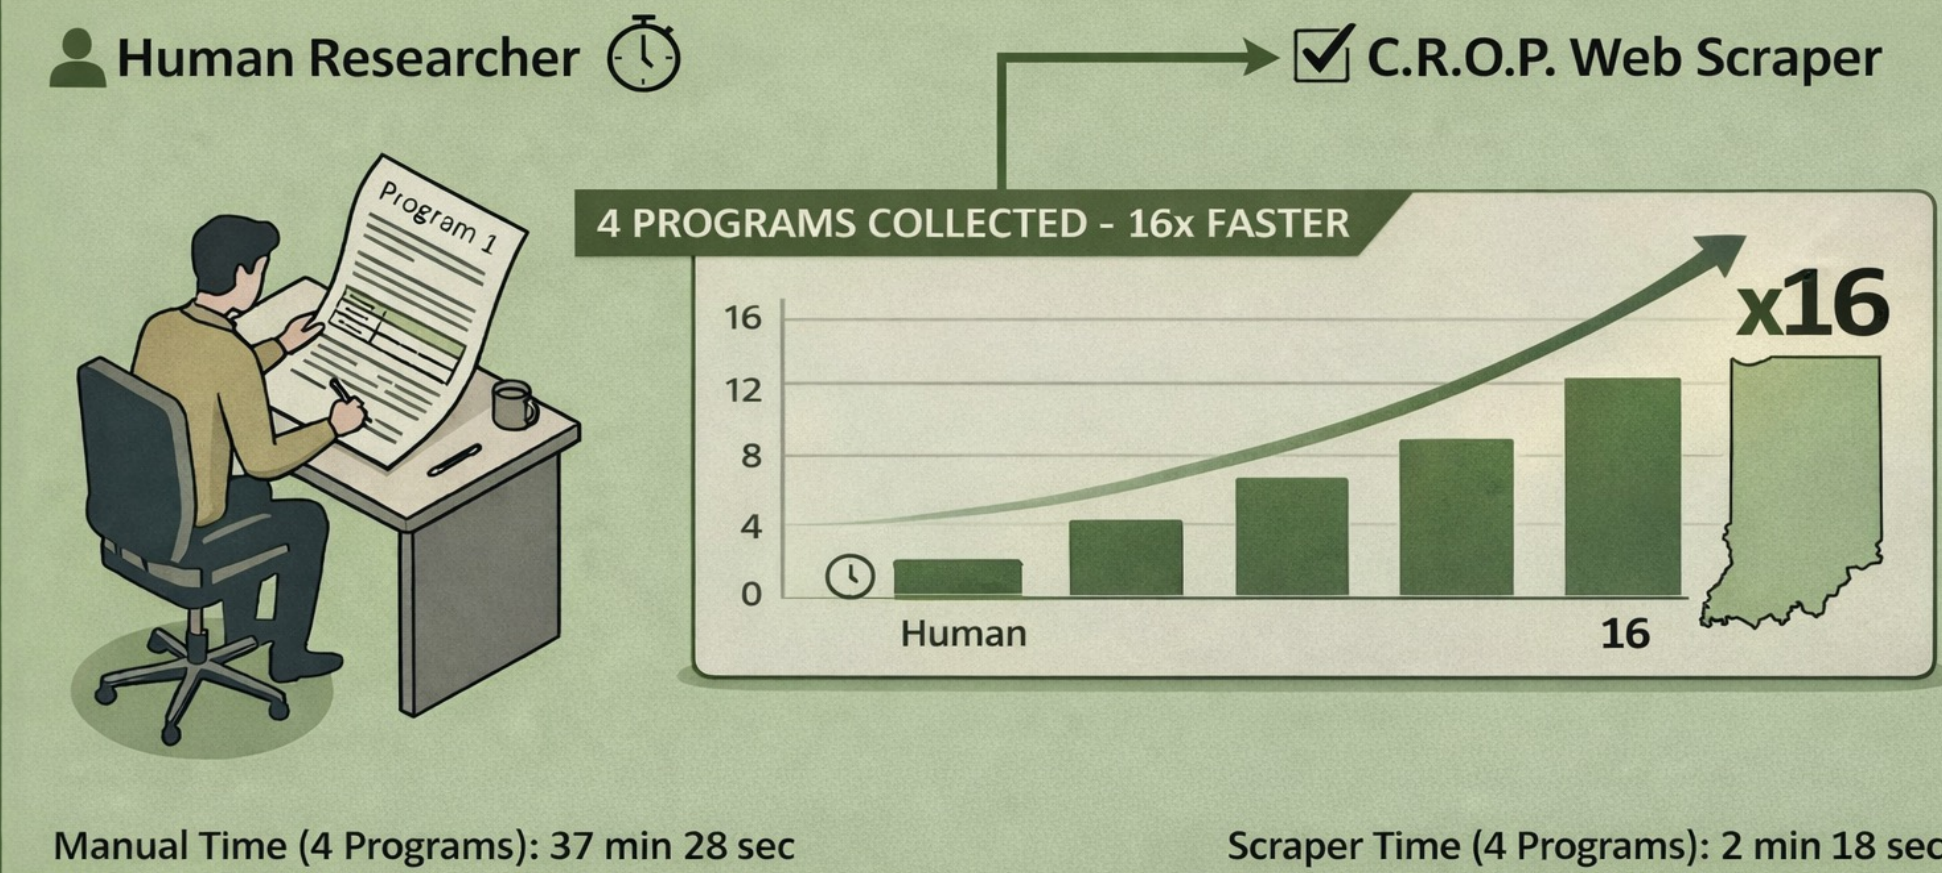 Human Researcher
C.R.O.P. Web Scraper
Program 1
4 PROGRAMS COLLECTED - 16x FASTER
x16
16
12
8
4
0
Human
16
Manual Time (4 Programs): 37 min 28 sec
Scraper Time (4 Programs): 2 min 18 sec